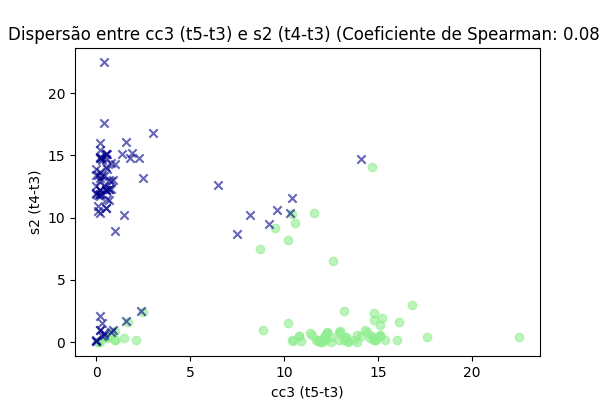 Dispersão entre cc3 (t5-t3) e s2 (t4-t3) (Coeficiente de Spearman: 0.08
20
15
10
5
0
s2 (t4-t3)
0 5 10 15 20
cc3 (t5-t3)